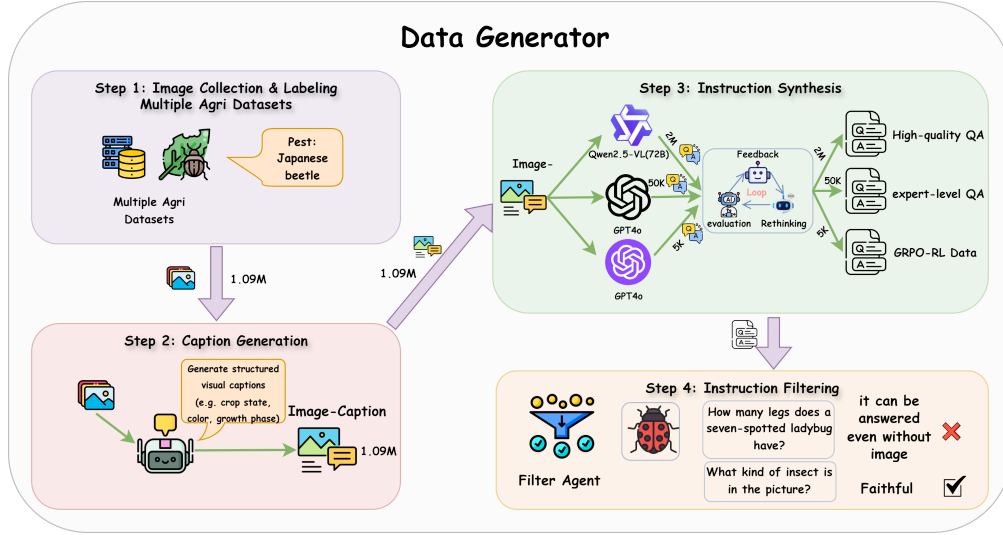 Data Generator
Step 1: Image Collection & Labeling
Multiple Agri Datasets
Pest:
Japanese
beetle
Multiple Agri
Datasets
1.09M
Step 2: Caption Generation
Generate structured
visual captions
(e.g. crop state,
color, growth phase)
Image-Caption
1.09M
1.09M
Step 3: Instruction Synthesis
Image-
Qwen2.5-VL(72B)
GPT4o
GPT4o
2M
50K
5K
Q
A
Q
A
Q
A
Feedback
Loop
AI
evaluation
Rethinking
2M
50K
5K
Q
A
High-quality QA
Q
A
expert-level QA
Q
A
GRPO-RL Data
Q
A
Step 4: Instruction Filtering
Filter Agent
How many legs does a
seven-spotted ladybug
have?
it can be
answered
even without
image
What kind of insect is
in the picture?
Faithful